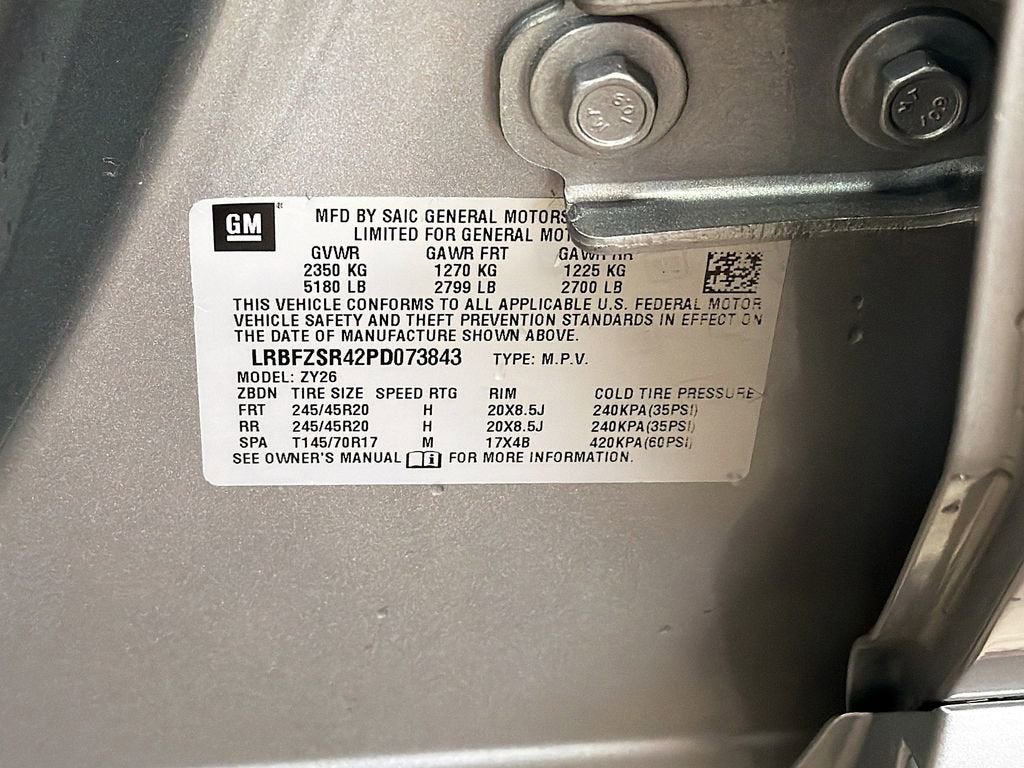 GM
MFD BY SAIC GENERAL MOTORS
LIMITED FOR GENERAL
GVWR GAWR FRT GAWR RR
2350 KG 1270 KG 1225 KG
5180 LB 2799 LB 2700 LB
THIS VEHICLE CONFORMS TO ALL APPLICABLE U.S. FEDERAL MOTOR
VEHICLE SAFETY AND THEFT PREVENTION STANDARDS IN EFFECT ON
THE DATE OF MANUFACTURE SHOWN ABOVE.
LRBFZSR42PD073843 TYPE: M.P.V.
MODEL: ZY26
ZBDN TIRE SIZE SPEED RTG RIM COLD TIRE PRESSURE
FRT 245/45R20 H 20X8.5J 240KPA(35PSI)
RR 245/45R20 H 20X8.5J 240KPA(35PSI)
SPA T145/70R17 M 17X4B 420KPA(60PSI)
SEE OWNER'S MANUAL FOR MORE INFORMATION.